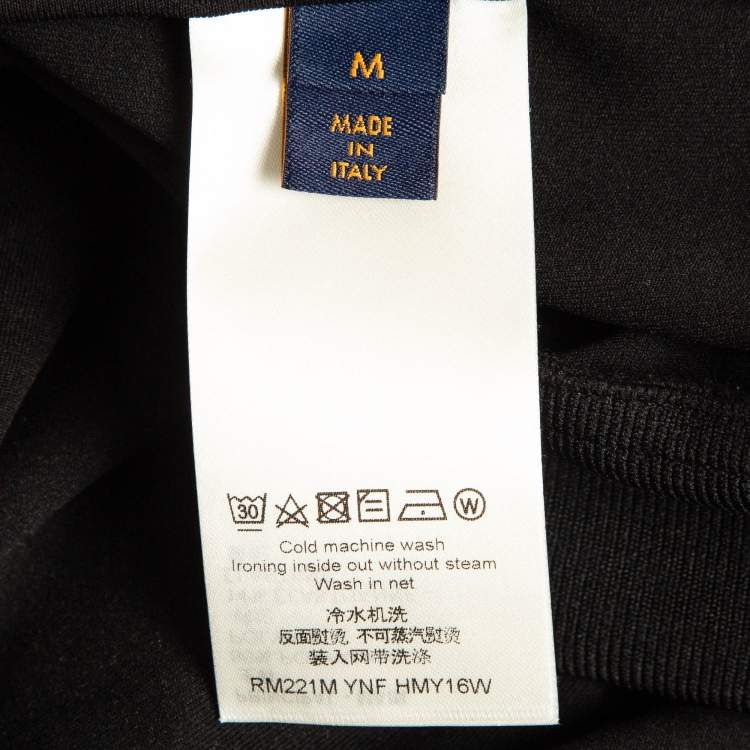 M
MADE
IN
ITALY
30 W
Cold machine wash
Ironing inside out without steam
Wash in net
冷水机洗
反面熨烫, 不可蒸汽熨烫
装入网带洗涤
RM221M YNF HMY16W